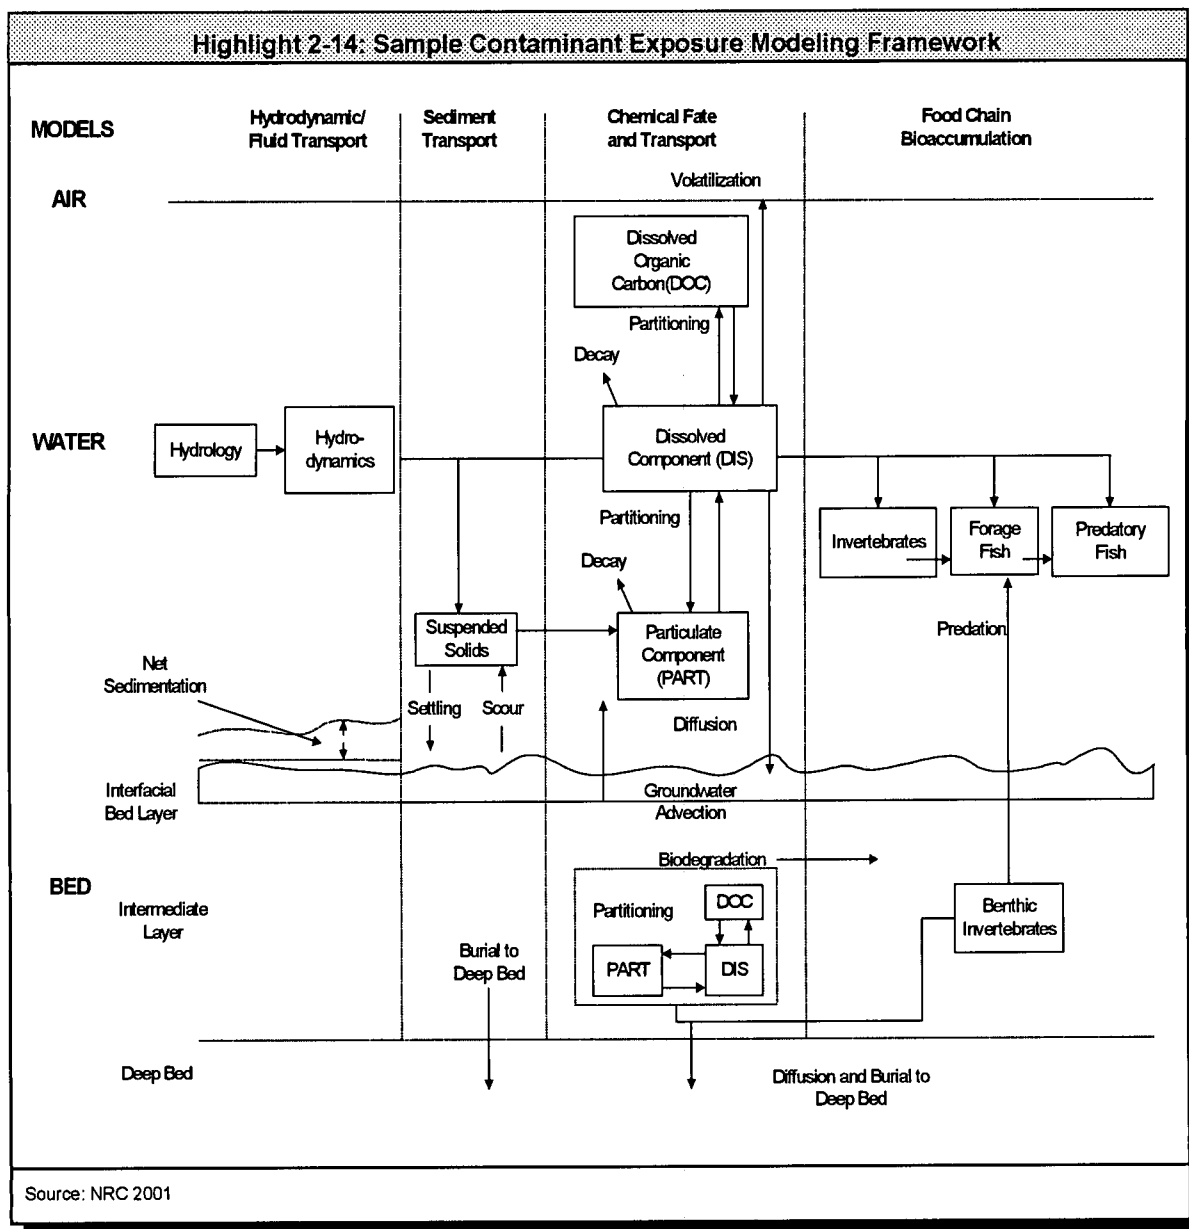 Highlight 2-14: Sample Contaminant Exposure Modeling Framework
MODELS
Hydrodynamic/
Fluid Transport
Sediment
Transport
Chemical Fate
and Transport
Food Chain
Bioaccumulation
AIR
Volatilization
Dissolved
Organic
Carbon(DOC)
Partitioning
Decay
WATER
Hydrology
Hydro-
dynamics
Dissolved
Component (DIS)
Partitioning
Invertebrates
Forage
Fish
Predatory
Fish
Decay
Suspended
Solids
Particulate
Component
(PART)
Predation
Net
Sedimentation
Settling
Scour
Diffusion
Interfacial
Bed Layer
Groundwater
Advection
BED
Biodegradation
Intermediate
Layer
Partitioning
DOC
PART
DIS
Benthic
Invertebrates
Burial to
Deep Bed
Deep Bed
Diffusion and Burial to
Deep Bed
Source: NRC 2001